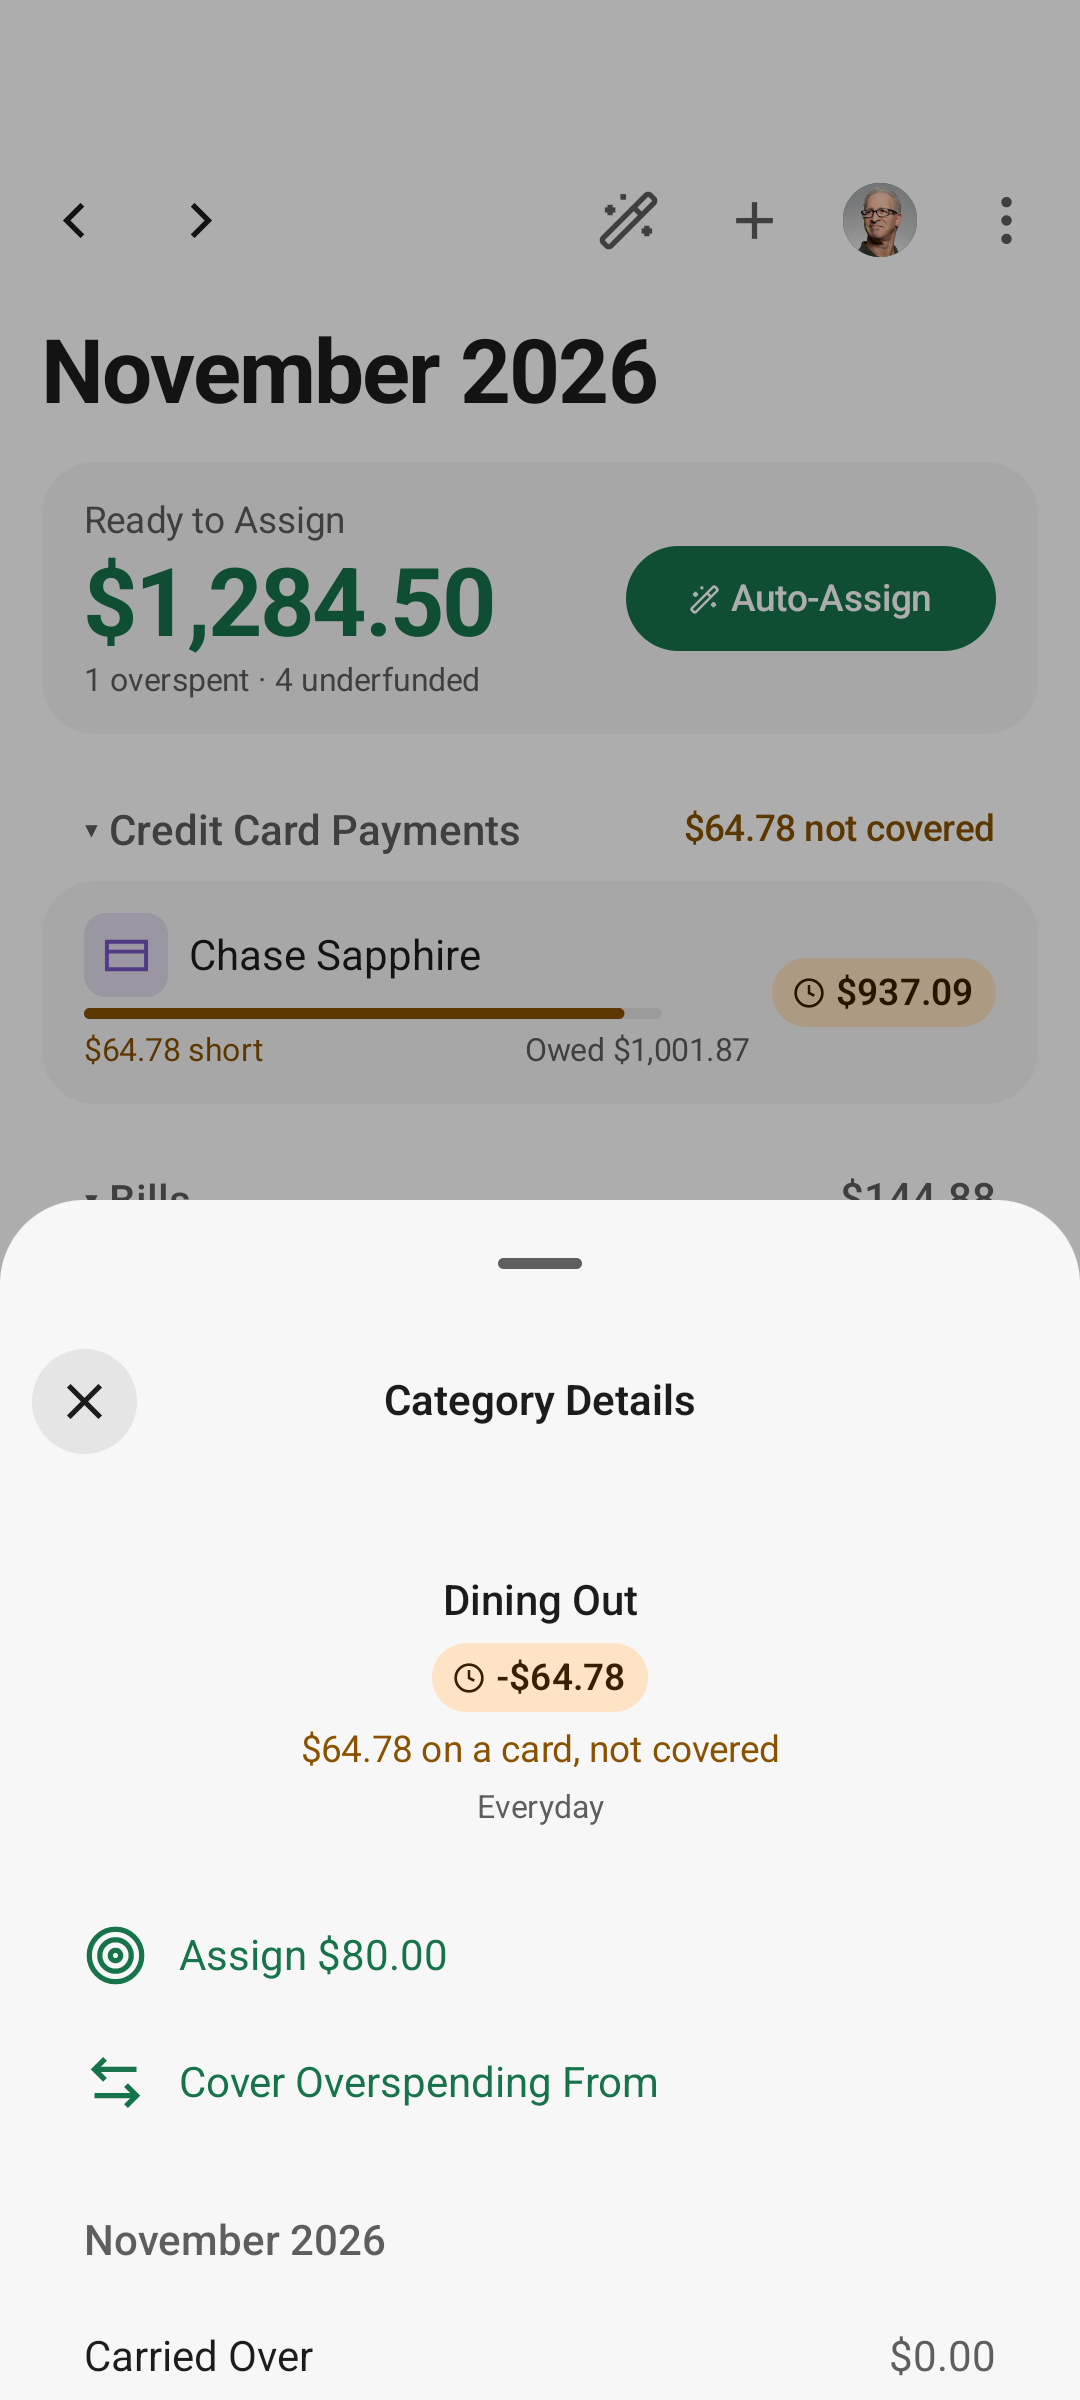 November 2026
Ready to Assign
$1,284.50
Auto-Assign
1 overspent · 4 underfunded
Credit Card Payments
$64.78 not covered
Chase Sapphire
$937.09
$64.78 short
Owed $1,001.87
Bills
$144.88
Category Details
Dining Out
-$64.78
$64.78 on a card, not covered
Everyday
Assign $80.00
Cover Overspending From
November 2026
Carried Over
$0.00